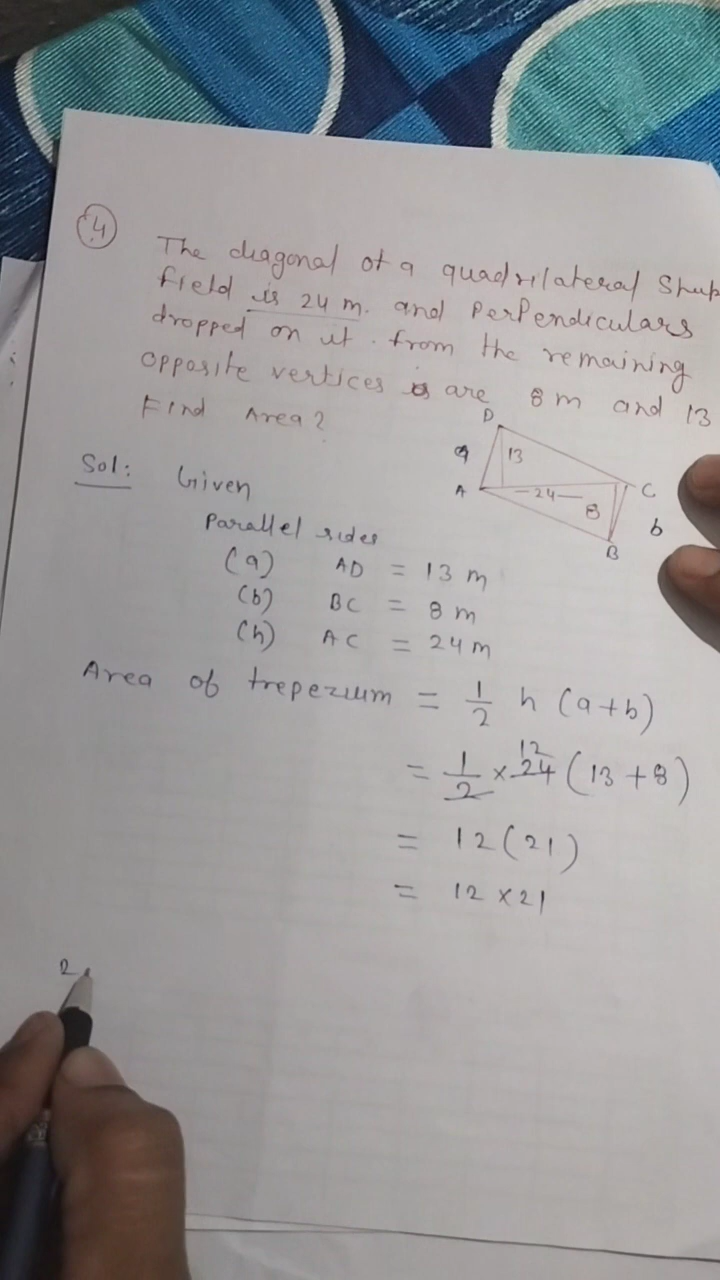 4
The diagonal of a quadrilateral Shap
field is 24 m. and Perpendiculars
dropped on it. from the remaining
opposite vertices are 8 m and 13
Find Area?
D
a
13
A
-24-
C
8
b
B
Sol: Given
Parallel sides
(a) AD = 13 m
(b) BC = 8 m
(h) AC = 24 m
Area of trepezium = 1/2 h (a+b)
12
= 1/2 × 24 (13 + 8)
= 12 (21)
= 12 × 21
2